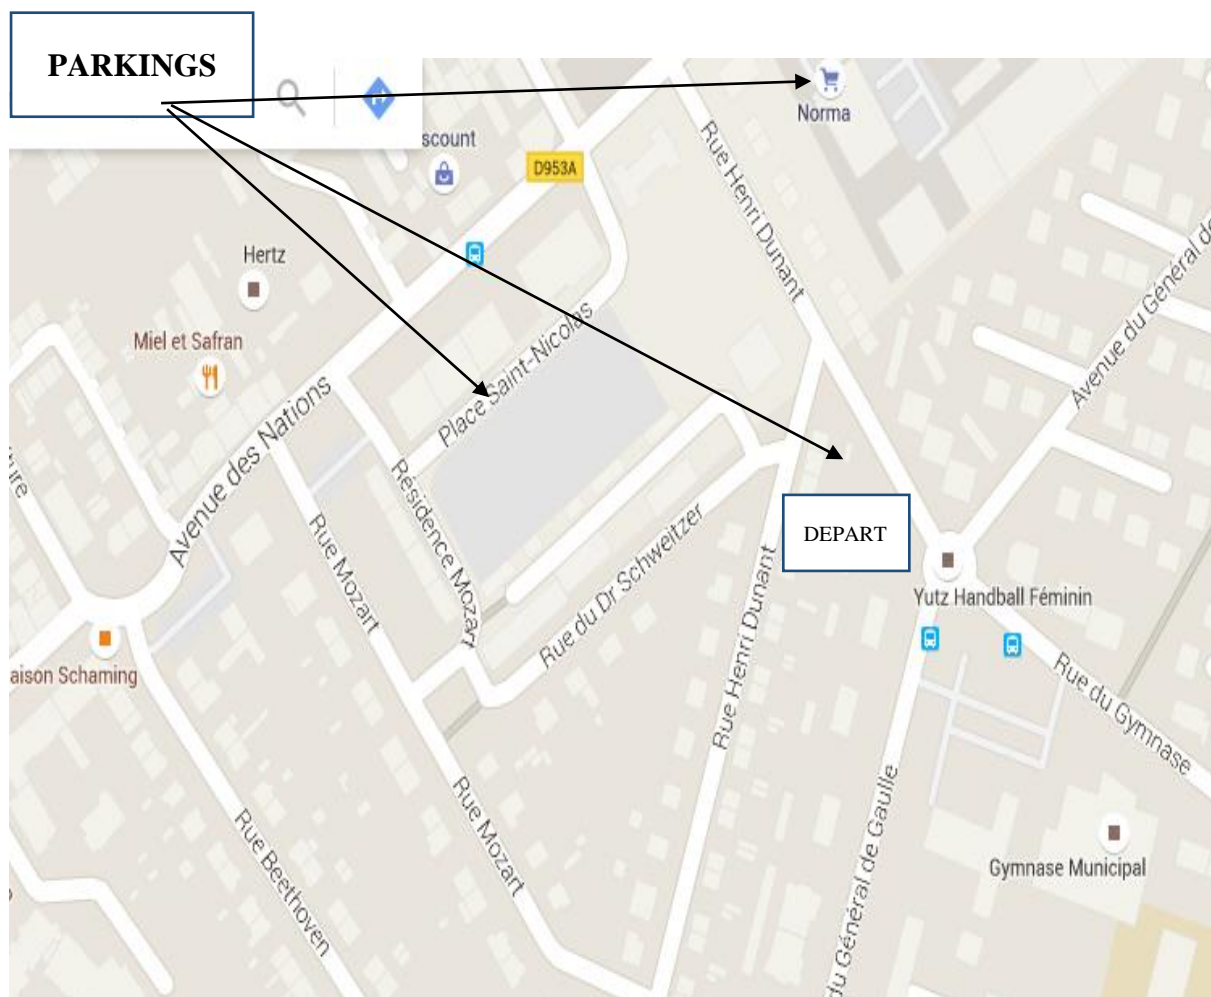 PARKINGS
scount
D953A
Norma
Rue Henri Dunant
Hertz
Miel et Safran
Place Saint-Nicolas
Avenue du Général de
Avenue des Nations
Résidence Mozart
Rue Mozart
Rue du Dr Schweitzer
DEPART
Rue Henri Dunant
Yutz Handball Féminin
aison Schaming
Rue du Gymnase
Rue Mozart
Rue Beethoven
du Général de Gaulle
Gymnase Municipal